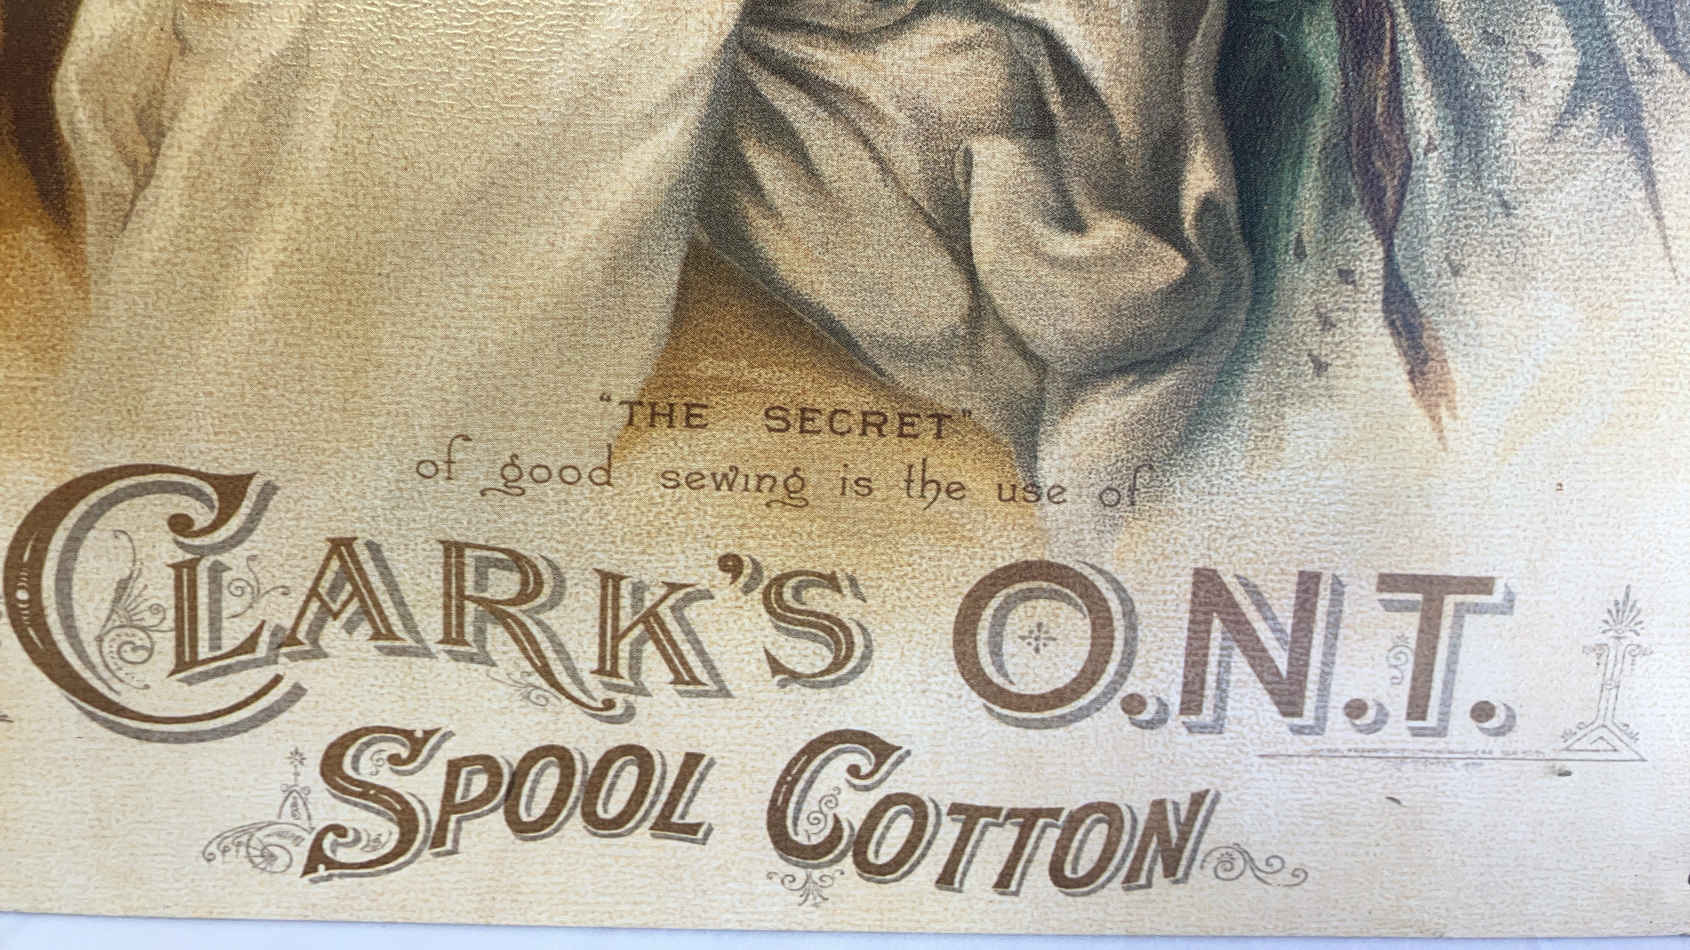 “THE SECRET”
of good sewing is the use of
CLARK’S O.N.T.
SPOOL COTTON